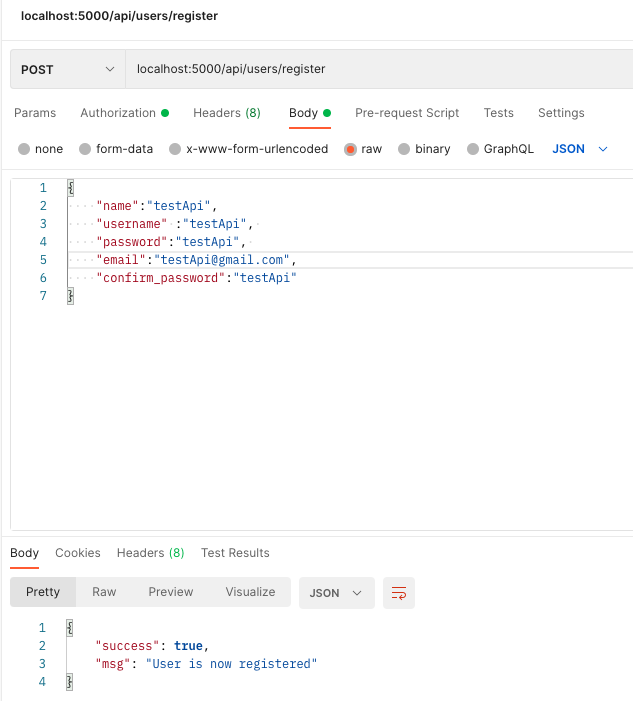 localhost:5000/api/users/register
POST localhost:5000/api/users/register
Params Authorization Headers (8) Body Pre-request Script Tests Settings
none form-data x-www-form-urlencoded raw binary GraphQL JSON
1 {
2 "name":"testApi",
3 "username" :"testApi",
4 "password":"testApi",
5 "email":"testApi@gmail.com",
6 "confirm_password":"testApi"
7 }
Body Cookies Headers (8) Test Results
Pretty Raw Preview Visualize JSON
1 {
2 "success": true,
3 "msg": "User is now registered"
4 }